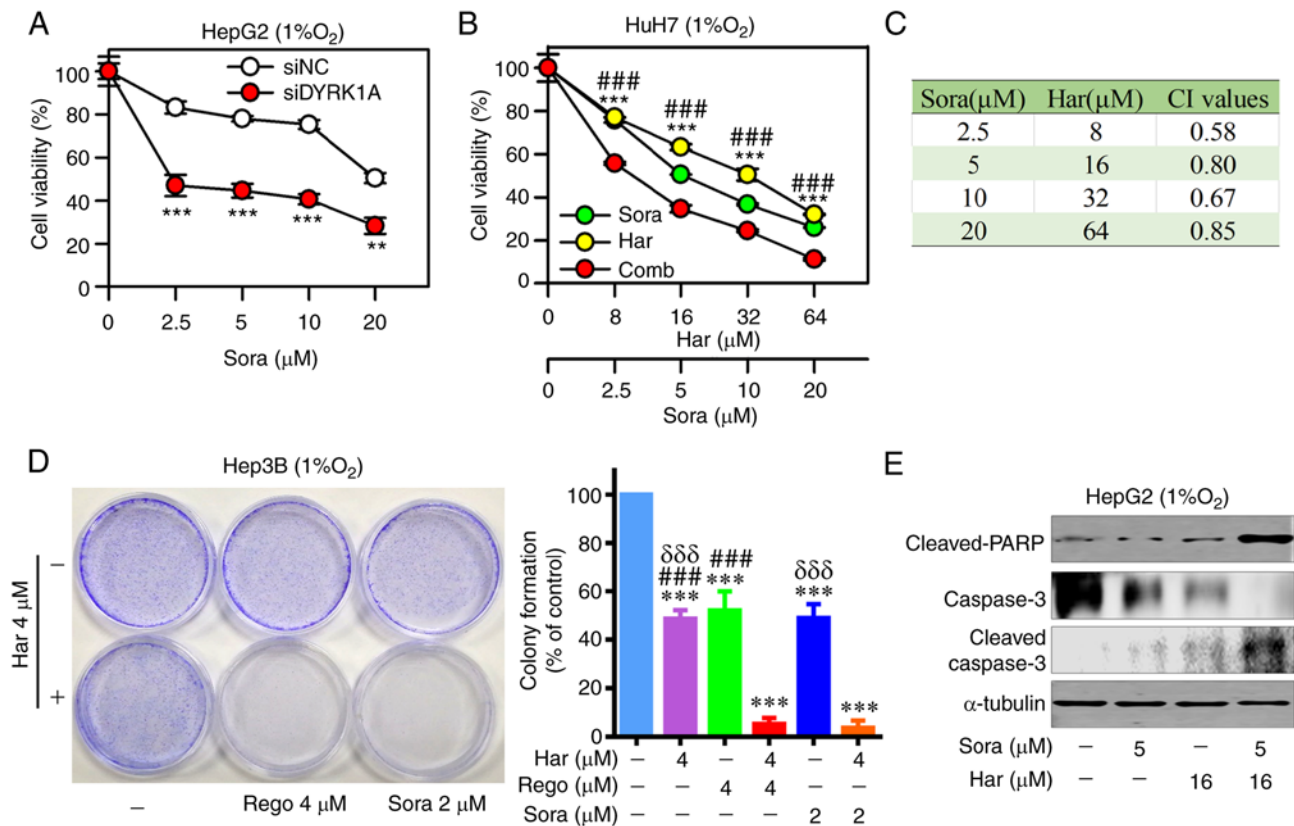 A
HepG2 (1%O₂)
siNC
siDYRK1A
Cell viability (%)
100
80
60
40
20
0
***
***
***
**
0 2.5 5 10 20
Sora (μM)
B
HuH7 (1%O₂)
Cell viability (%)
100
80
60
40
20
0
###
***
###
***
###
***
###
***
Sora
Har
Comb
0 8 16 32 64
Har (μM)
0 2.5 5 10 20
Sora (μM)
C
Sora(μM) Har(μM) CI values
2.5 8 0.58
5 16 0.80
10 32 0.67
20 64 0.85
D
Hep3B (1%O₂)
Har 4 μM
−
+
− Rego 4 μM Sora 2 μM
Colony formation
(% of control)
100
80
60
40
20
0
δδδ
###
***
###
***
***
δδδ
***
***
Har (μM) − 4 − 4 − 4
Rego (μM) − − 4 4 − −
Sora (μM) − − − − 2 2
E
HepG2 (1%O₂)
Cleaved-PARP
Caspase-3
Cleaved
caspase-3
α-tubulin
Sora (μM) − 5 − 5
Har (μM) − − 16 16